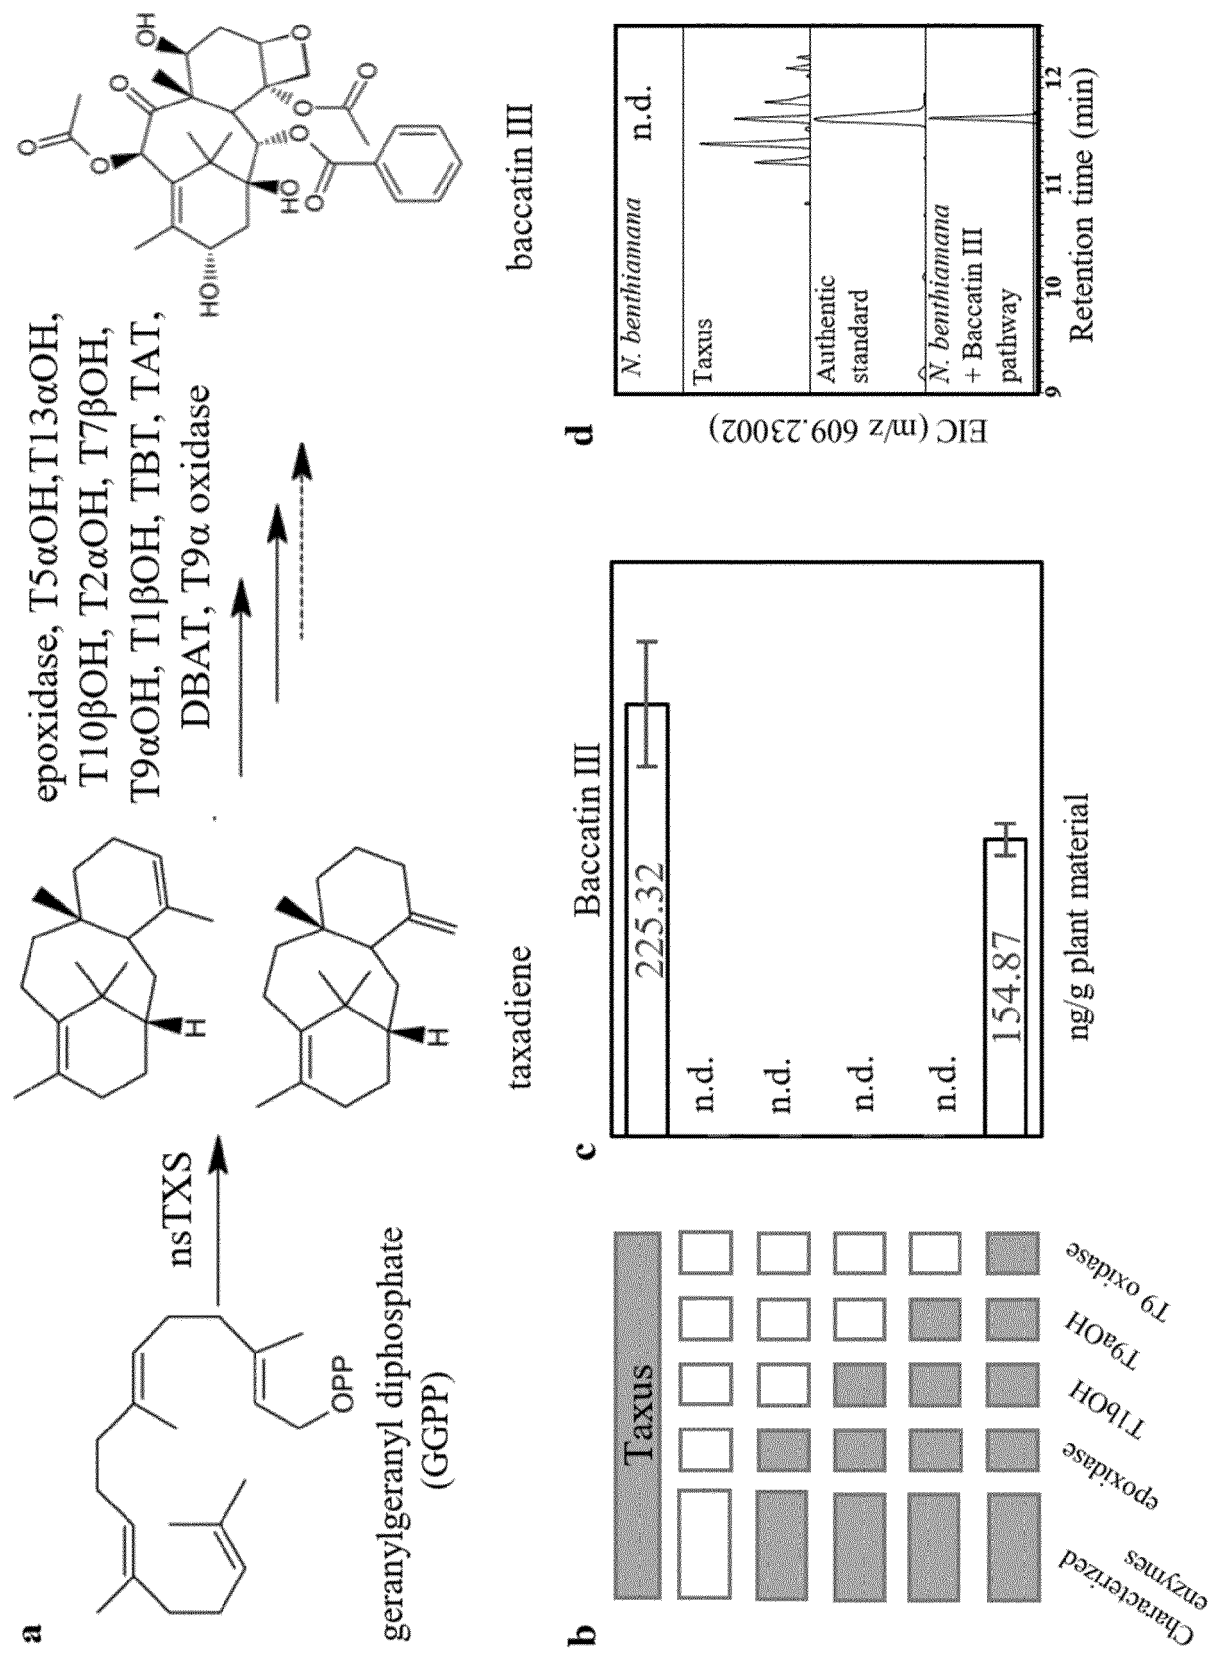 a
geranylgeranyl diphosphate
(GGPP)
OPP
nsTXS
H
H
taxadiene
epoxidase, T5αOH,T13αOH,
T10βOH, T2αOH, T7βOH,
T9αOH, T1βOH, TBT, TAT,
DBAT, T9α oxidase
O
O
O
OH
O
O
O
O
O
HO
HO
baccatin III
b
Taxus
Characterized
enzymes
epoxidase
T1bOH
T9aOH
T9 oxidase
c
Baccatin III
225.32
n.d.
n.d.
n.d.
n.d.
154.87
ng/g plant material
d
EIC (m/z 609.23002)
N. benthiamana
n.d.
Taxus
Authentic
standard
N. benthiamana
+ Baccatin III
pathway
9
10
11
12
Retention time (min)